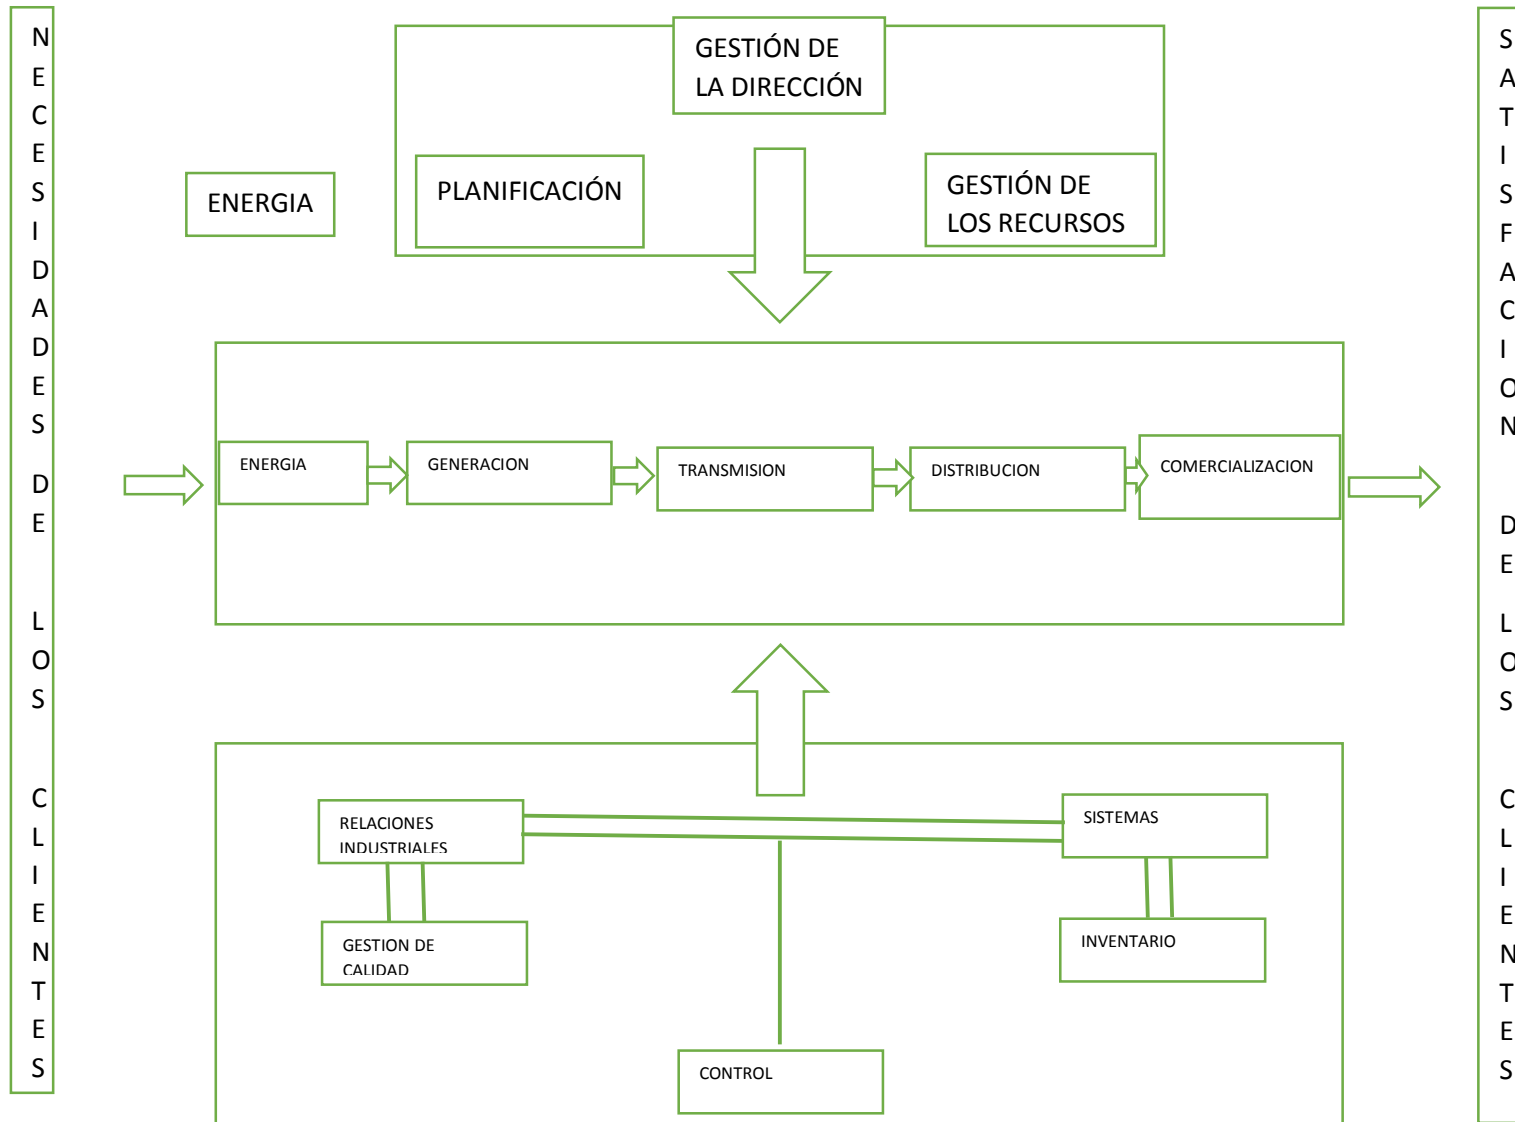 NECESIDADES DE LOS CLIENTES
GESTIÓN DE
LA DIRECCIÓN
ENERGIA
PLANIFICACIÓN
GESTIÓN DE
LOS RECURSOS
ENERGIA
GENERACION
TRANSMISION
DISTRIBUCION
COMERCIALIZACION
RELACIONES
INDUSTRIALES
SISTEMAS
GESTION DE
CALIDAD
INVENTARIO
CONTROL
SATISFACION DE LOS CLIENTES